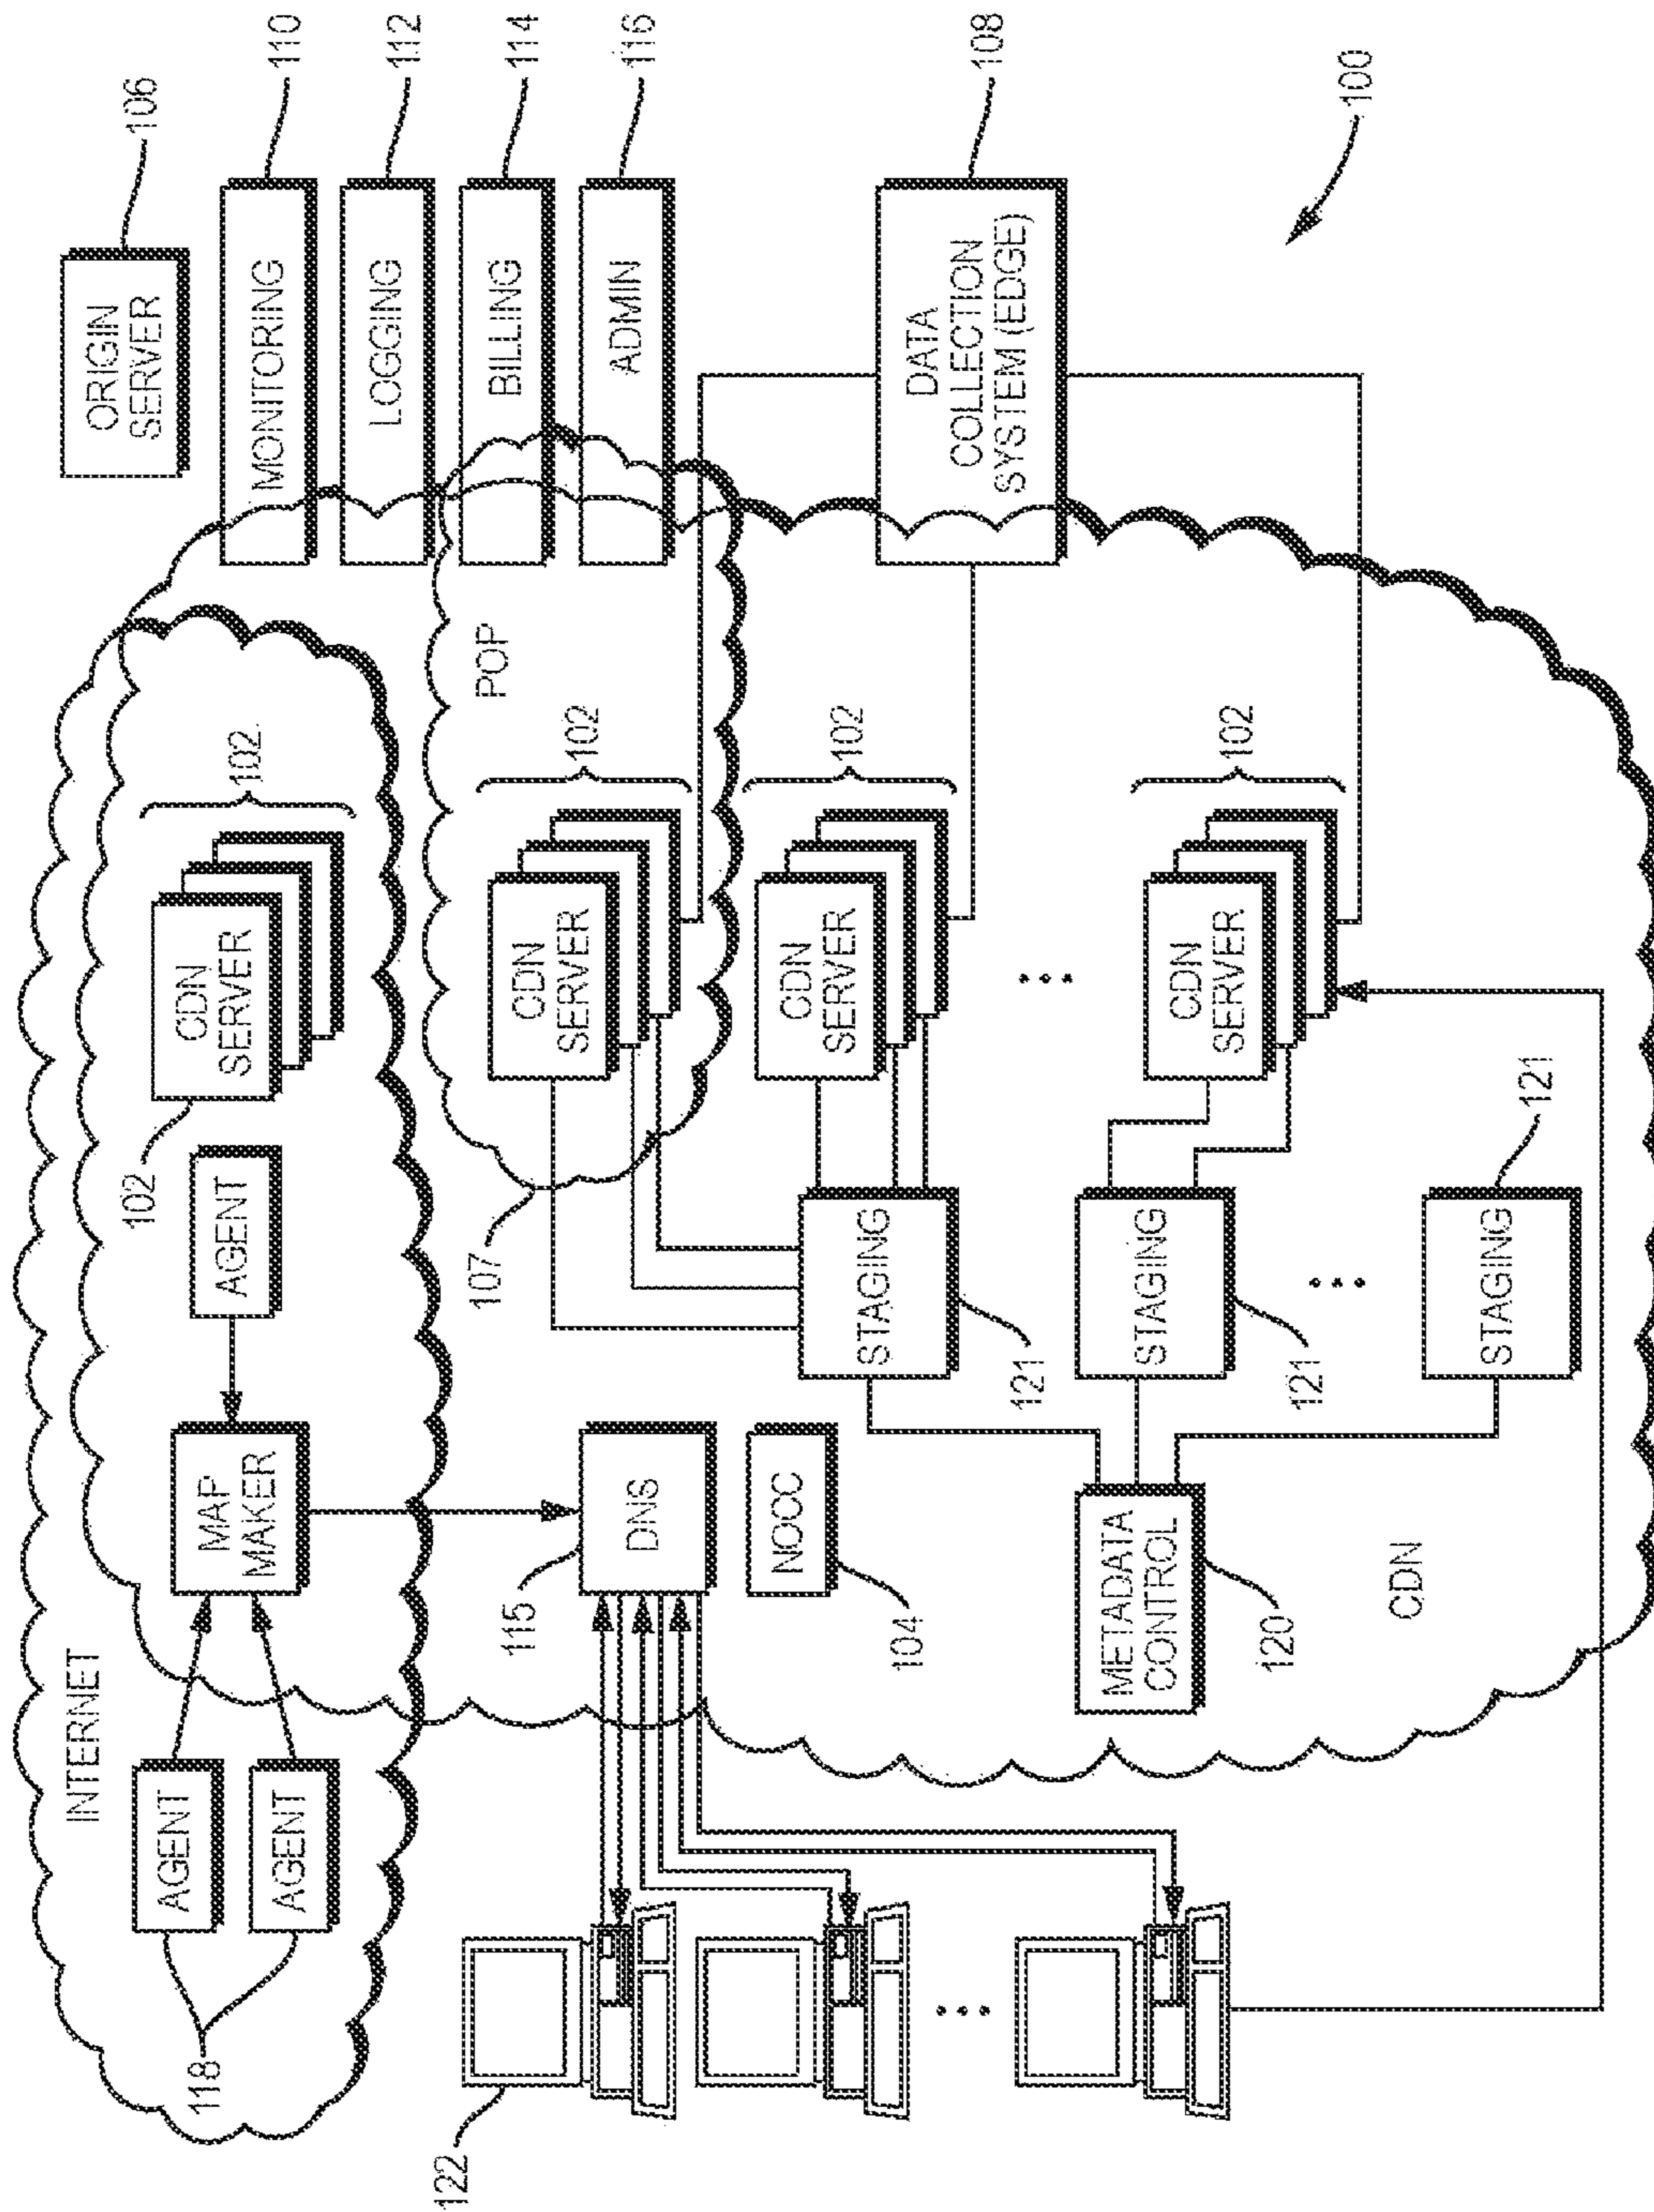 INTERNET
118
AGENT
AGENT
MAP
MAKER
AGENT
102
CDN
SERVER
102
ORIGIN
SERVER
106
MONITORING
110
LOGGING
112
BILLING
114
ADMIN
116
122
115
DNS
NOCC
104
107
CDN
SERVER
102
POP
STAGING
121
CDN
SERVER
102
DATA
COLLECTION
SYSTEM (EDGE)
108
METADATA
CONTROL
120
STAGING
121
CDN
SERVER
102
STAGING
121
CDN
100